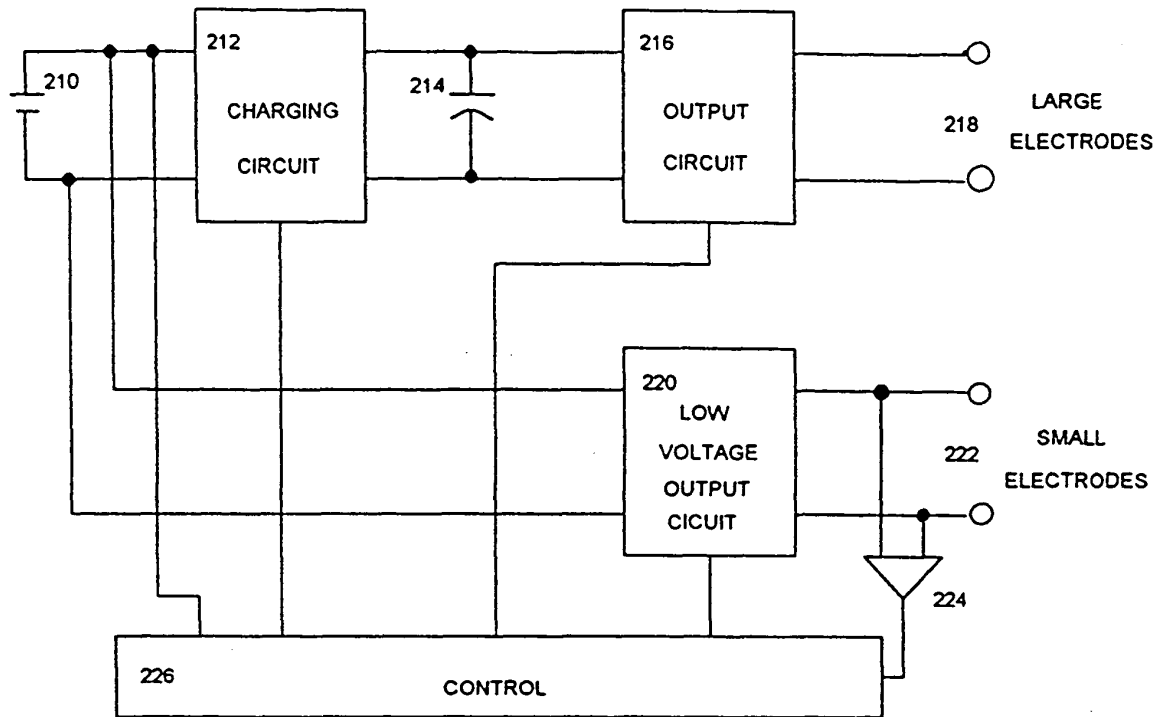 212
CHARGING
CIRCUIT
210
214
216
OUTPUT
CIRCUIT
218
LARGE
ELECTRODES
220
LOW
VOLTAGE
OUTPUT
CICUIT
222
SMALL
ELECTRODES
224
226
CONTROL